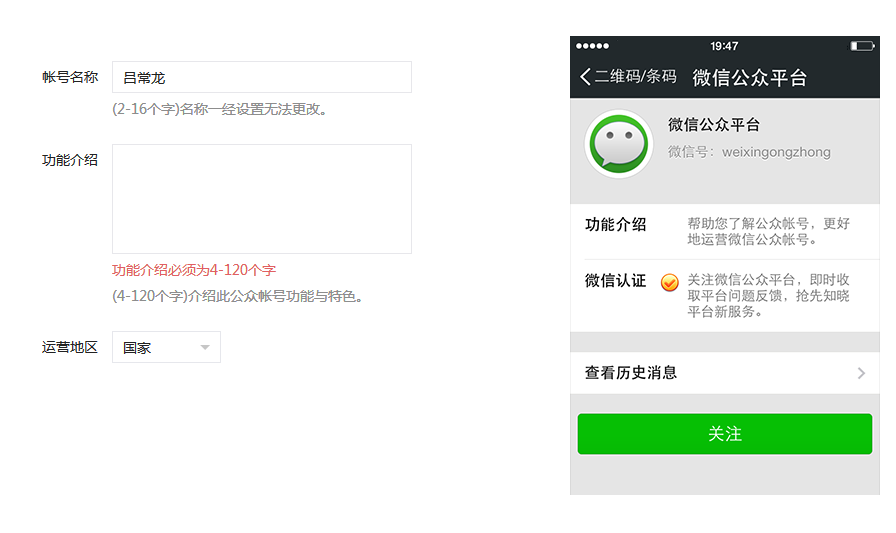 帐号名称
吕常龙
(2-16个字)名称一经设置无法更改。
功能介绍
功能介绍必须为4-120个字
(4-120个字)介绍此公众帐号功能与特色。
运营地区
国家
19:47
二维码/条码
微信公众平台
微信公众平台
微信号：weixingongzhong
功能介绍
帮助您了解公众帐号，更好
地运营微信公众帐号。
微信认证
关注微信公众平台，即时收
取平台问题反馈，抢先知晓
平台新服务。
查看历史消息
关注